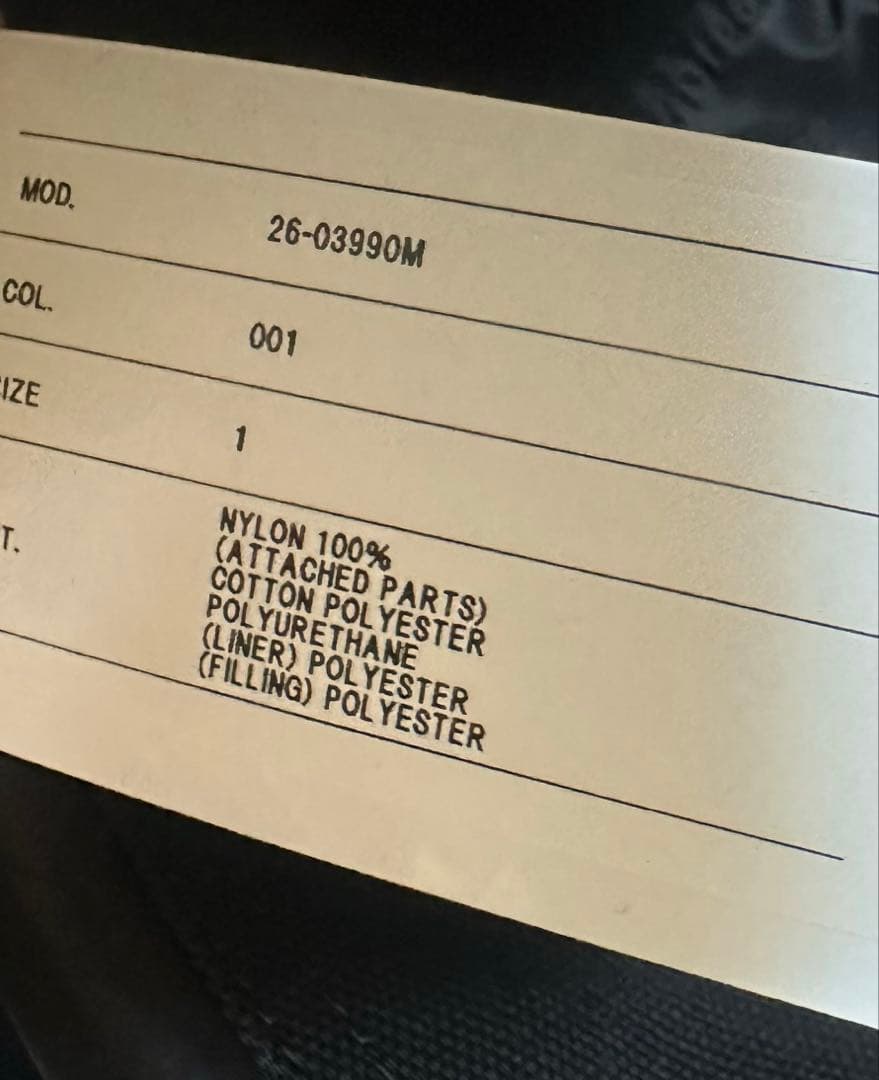 MOD. 26-03990M
COL. 001
IZE 1
T. NYLON 100%
(ATTACHED PARTS)
COTTON POLYESTER
POLYURETHANE
(LINER) POLYESTER
(FILLING) POLYESTER